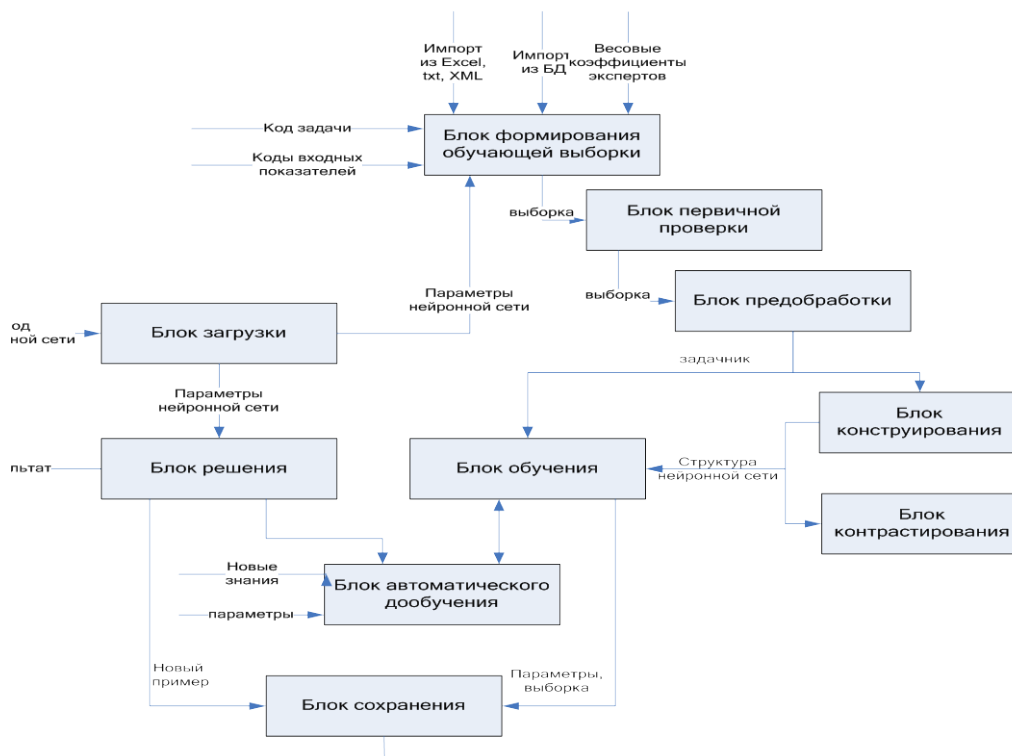 Импорт
из Excel,
txt, XML
Импорт
из БД
Весовые
коэффициенты
экспертов
Код задачи
Блок формирования
обучающей выборки
Коды входных
показателей
выборка
Блок первичной
проверки
Параметры
нейронной сети
выборка
Блок предобработки
од
ной сети
Блок загрузки
задачник
Параметры
нейронной сети
Блок
конструирования
пьтат
Блок решения
Блок обучения
Структура
нейронной сети
Блок
контрастирования
Новые
знания
Блок автоматического
дообучения
параметры
Новый
пример
Параметры,
выборка
Блок сохранения